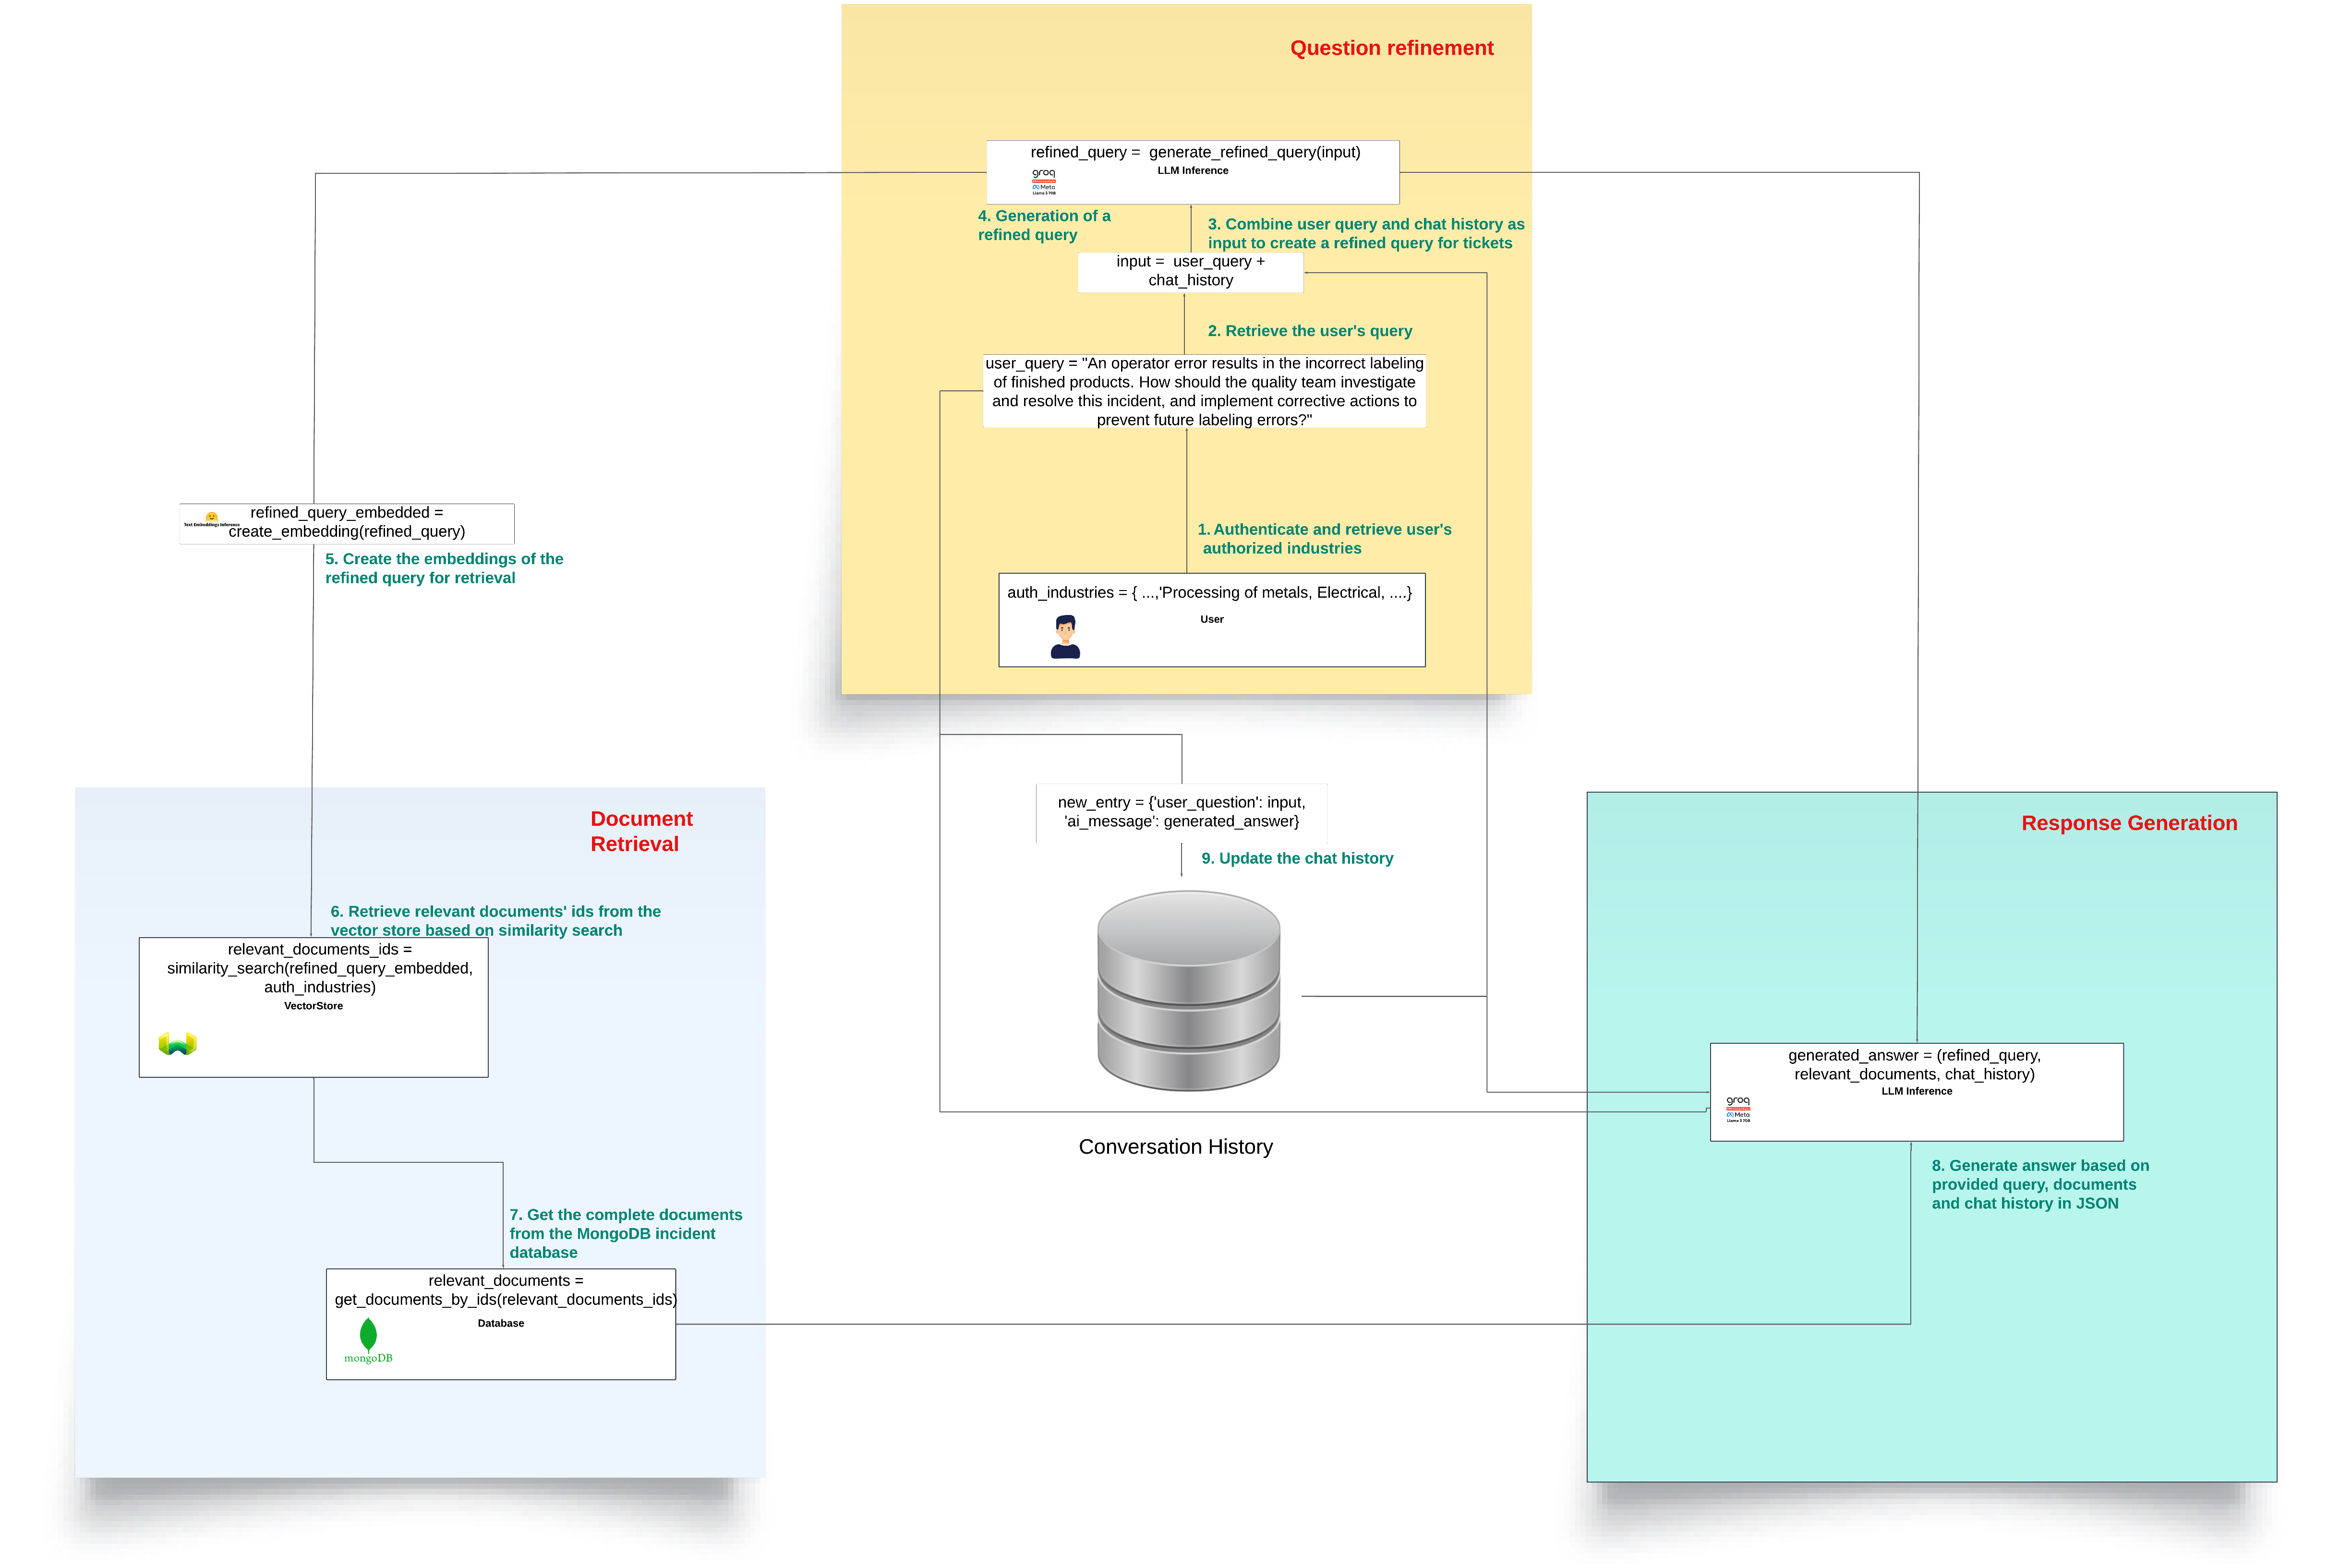 Question refinement
refined_query =  generate_refined_query(input)
LLM Inference
groq
Meta
Llama 3 70B
4. Generation of a
refined query
3. Combine user query and chat history as
input to create a refined query for tickets
input =  user_query +
chat_history
2. Retrieve the user's query
user_query = "An operator error results in the incorrect labeling
of finished products. How should the quality team investigate
and resolve this incident, and implement corrective actions to
prevent future labeling errors?"
1. Authenticate and retrieve user's
authorized industries
auth_industries = { ...,'Processing of metals, Electrical, ....}
User
refined_query_embedded =
create_embedding(refined_query)
Text Embeddings Inference
5. Create the embeddings of the
refined query for retrieval
Document
Retrieval
6. Retrieve relevant documents' ids from the
vector store based on similarity search
relevant_documents_ids =
similarity_search(refined_query_embedded,
auth_industries)
VectorStore
7. Get the complete documents
from the MongoDB incident
database
relevant_documents =
get_documents_by_ids(relevant_documents_ids)
Database
mongoDB
new_entry = {'user_question': input,
'ai_message': generated_answer}
9. Update the chat history
Conversation History
Response Generation
generated_answer = (refined_query,
relevant_documents, chat_history)
LLM Inference
groq
Meta
Llama 3 70B
8. Generate answer based on
provided query, documents
and chat history in JSON